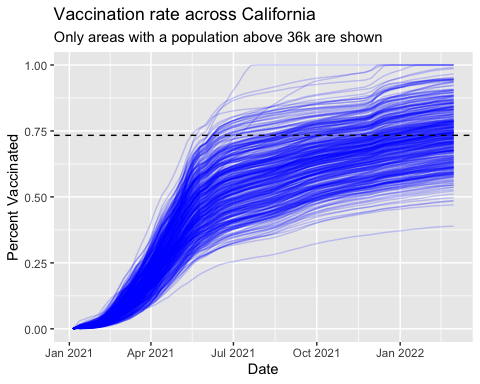 Vaccination rate across California
Only areas with a population above 36k are shown
1.00
0.75
0.50
0.25
0.00
Percent Vaccinated
Jan 2021 Apr 2021 Jul 2021 Oct 2021 Jan 2022
Date